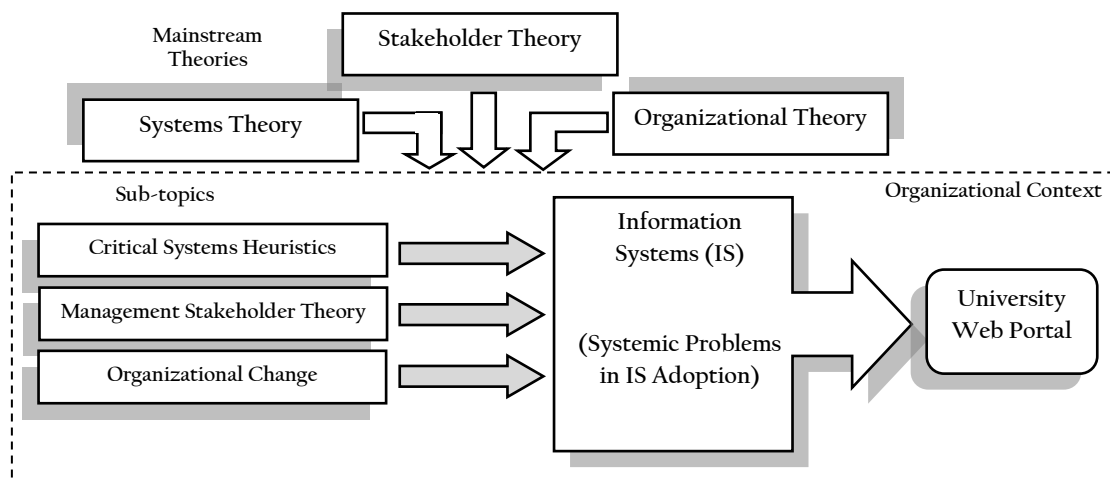 Mainstream
Theories
Stakeholder Theory
Systems Theory
Organizational Theory
Sub-topics
Organizational Context
Critical Systems Heuristics
Management Stakeholder Theory
Organizational Change
Information
Systems (IS)
(Systemic Problems
in IS Adoption)
University
Web Portal